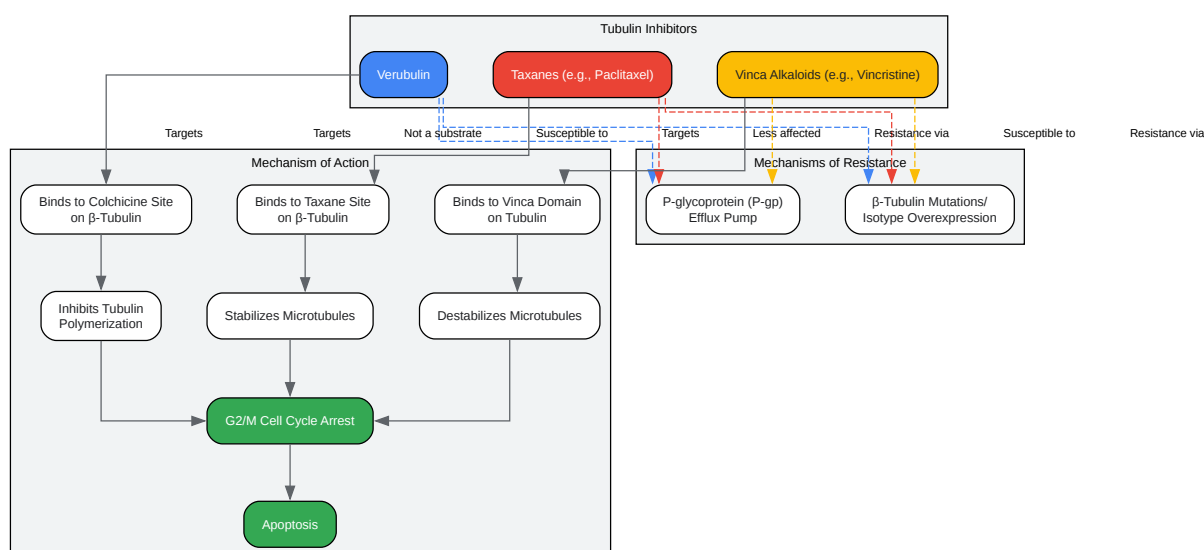 Tubulin Inhibitors
Verubulin
Taxanes (e.g., Paclitaxel)
Vinca Alkaloids (e.g., Vincristine)
Targets
Targets
Not a substrate
Susceptible to
Targets
Less affected
Resistance via
Susceptible to
Resistance via
Mechanism of Action
Mechanisms of Resistance
Binds to Colchicine Site
on β-Tubulin
Binds to Taxane Site
on β-Tubulin
Binds to Vinca Domain
on Tubulin
P-glycoprotein (P-gp)
Efflux Pump
β-Tubulin Mutations/
Isotype Overexpression
Inhibits Tubulin
Polymerization
Stabilizes Microtubules
Destabilizes Microtubules
G2/M Cell Cycle Arrest
Apoptosis